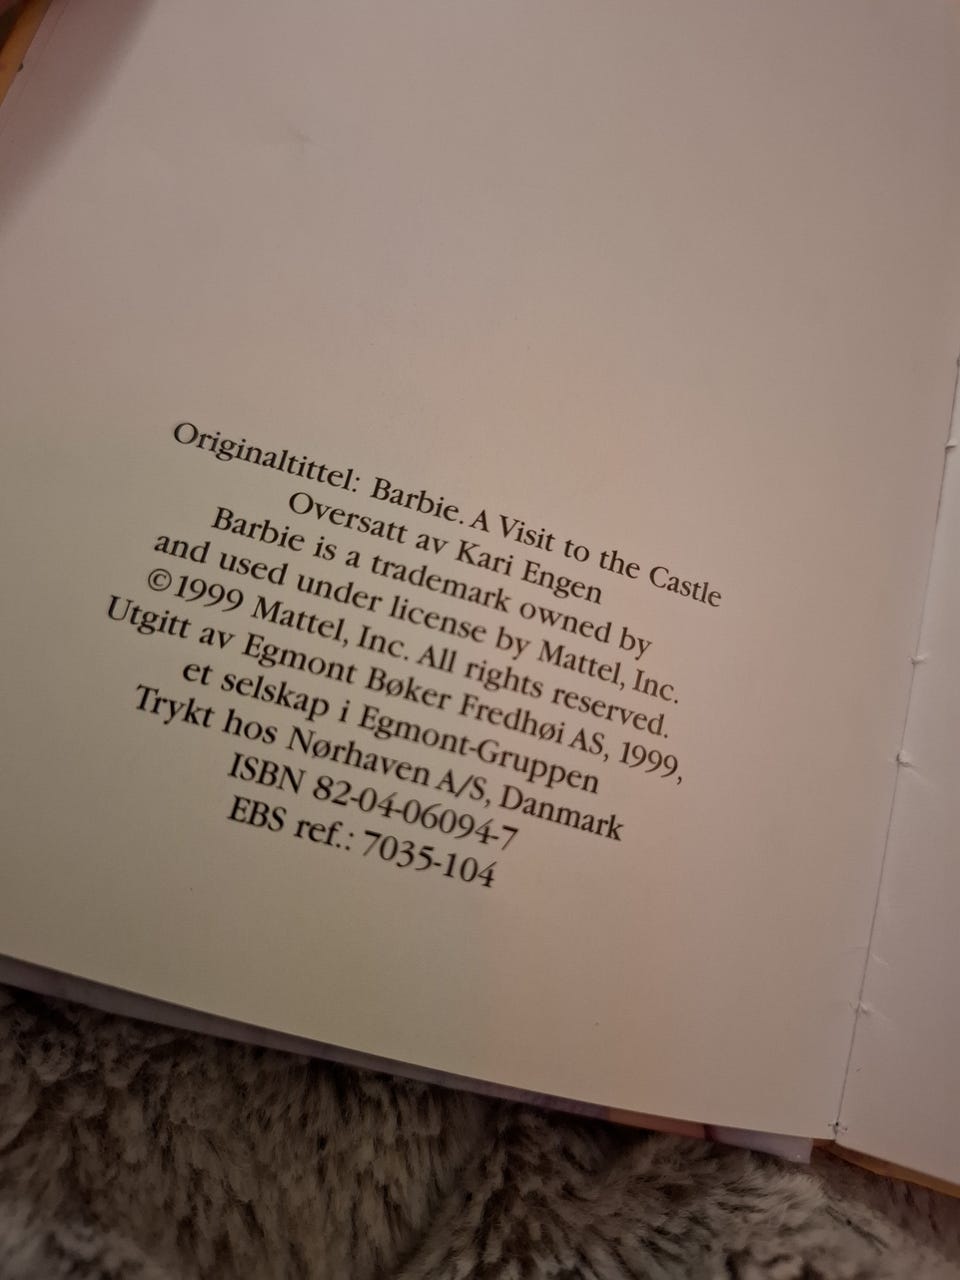 Originaltittel: Barbie. A Visit to the Castle
Oversatt av Kari Engen
Barbie is a trademark owned by
and used under license by Mattel, Inc.
©1999 Mattel, Inc. All rights reserved.
Utgitt av Egmont Bøker Fredhøi AS, 1999,
et selskap i Egmont-Gruppen
Trykt hos Nørhaven A/S, Danmark
ISBN 82-04-06094-7
EBS ref.: 7035-104